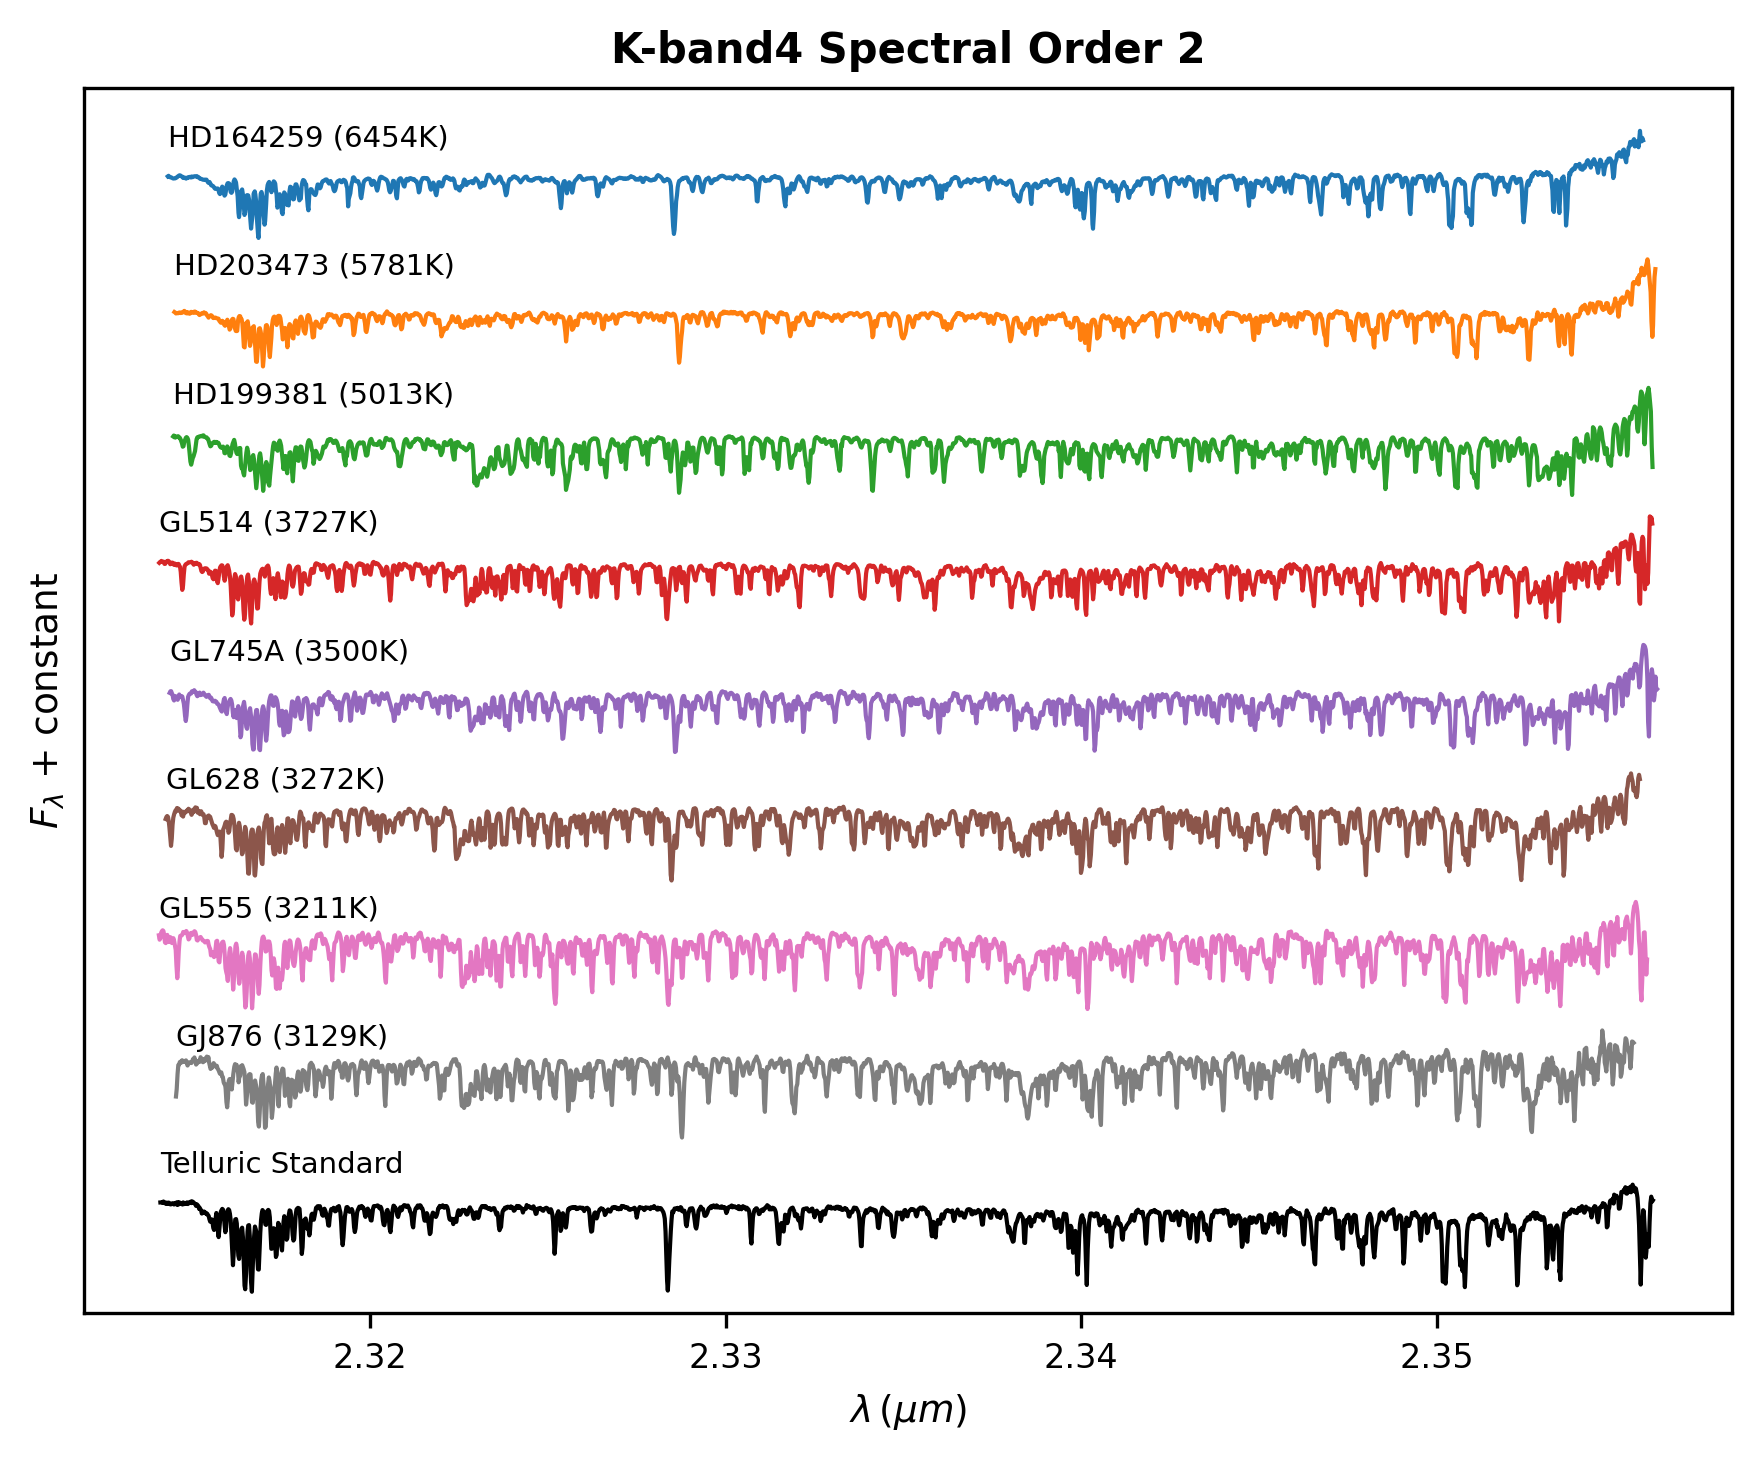 K-band4 Spectral Order 2
HD164259 (6454K)
HD203473 (5781K)
HD199381 (5013K)
GL514 (3727K)
GL745A (3500K)
GL628 (3272K)
GL555 (3211K)
GJ876 (3129K)
Telluric Standard
F_λ + constant
2.32 2.33 2.34 2.35
λ (μm)